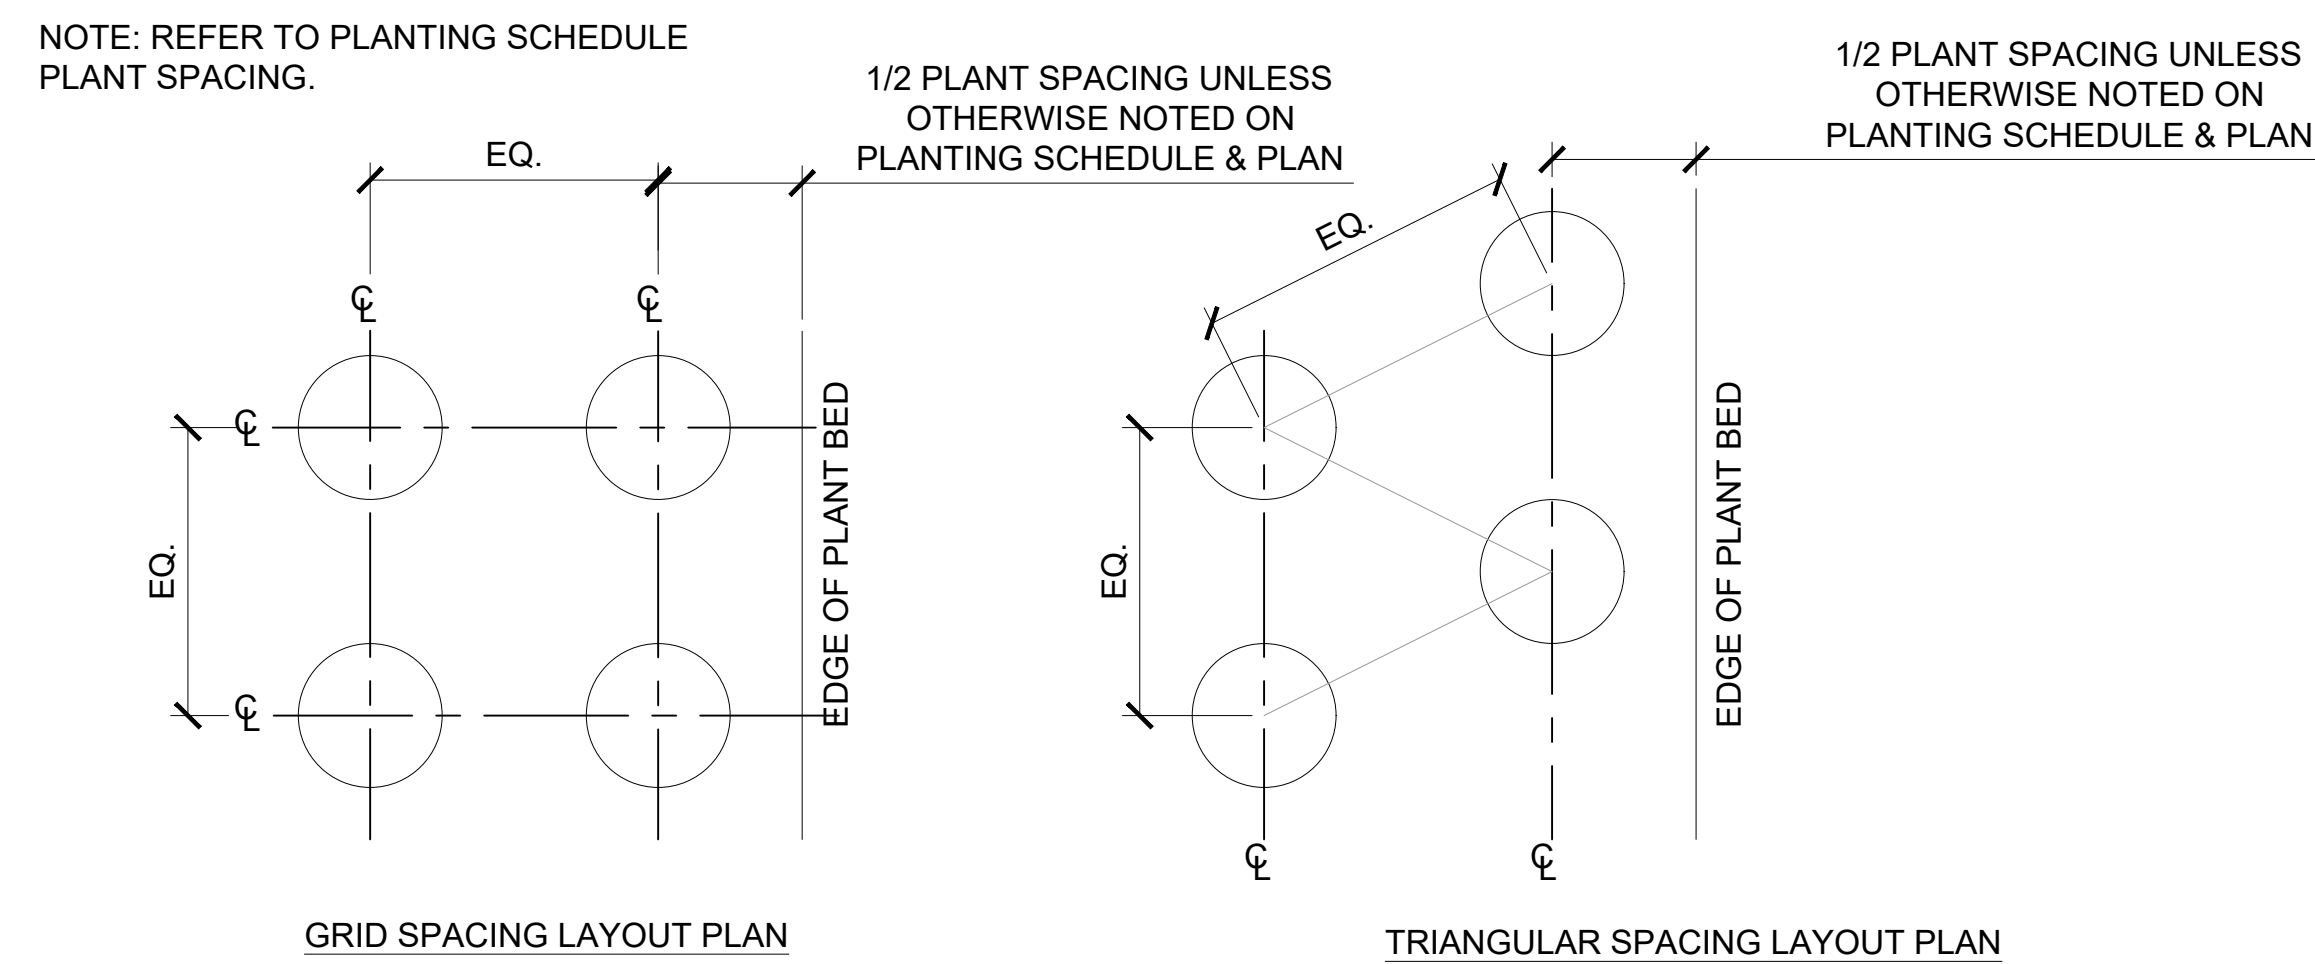 NOTE: REFER TO PLANTING SCHEDULE
PLANT SPACING.
1/2 PLANT SPACING UNLESS
OTHERWISE NOTED ON
PLANTING SCHEDULE & PLAN
EQ.
℄
℄
℄
℄
EQ.
EDGE OF PLANT BED
GRID SPACING LAYOUT PLAN
1/2 PLANT SPACING UNLESS
OTHERWISE NOTED ON
PLANTING SCHEDULE & PLAN
EQ.
EQ.
EDGE OF PLANT BED
℄
℄
TRIANGULAR SPACING LAYOUT PLAN